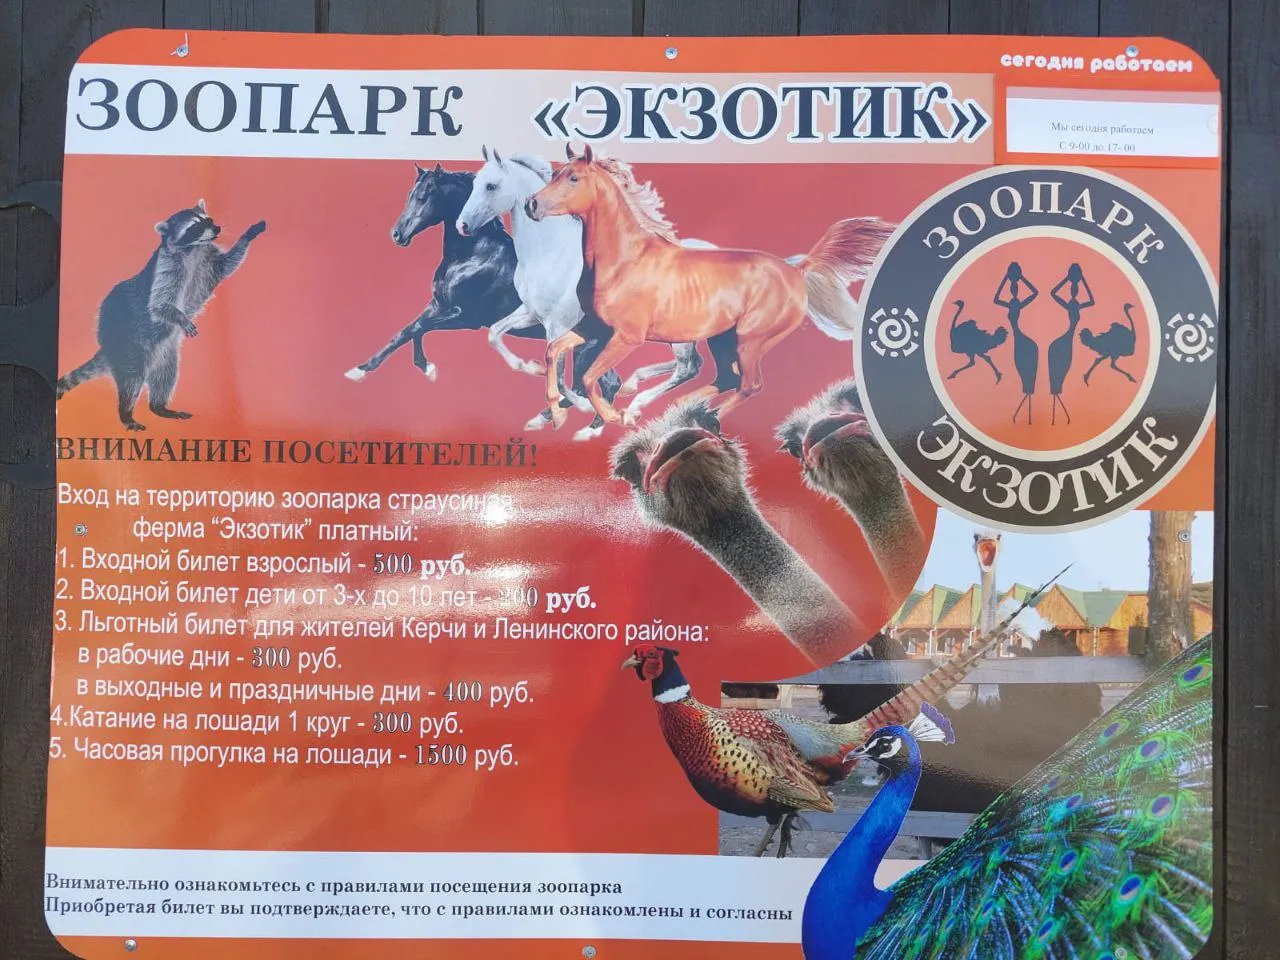 сегодня работаем
ЗООПАРК «ЭКЗОТИК»
Мы сегодня работаем
С 9-00 до 17- 00
ЗООПАРК
ЭКЗОТИК
ВНИМАНИЕ ПОСЕТИТЕЛЕЙ!
Вход на территорию зоопарка страусиная
ферма “Экзотик” платный:
1. Входной билет взрослый - 500 руб.
2. Входной билет дети от 3-х до 10 лет - руб.
3. Льготный билет для жителей Керчи и Ленинского района:
в рабочие дни - 300 руб.
в выходные и праздничные дни - 400 руб.
4.Катание на лошади 1 круг - 300 руб.
5. Часовая прогулка на лошади - 1500 руб.
Внимательно ознакомьтесь с правилами посещения зоопарка
Приобретая билет вы подтверждаете, что с правилами ознакомлены и согласны